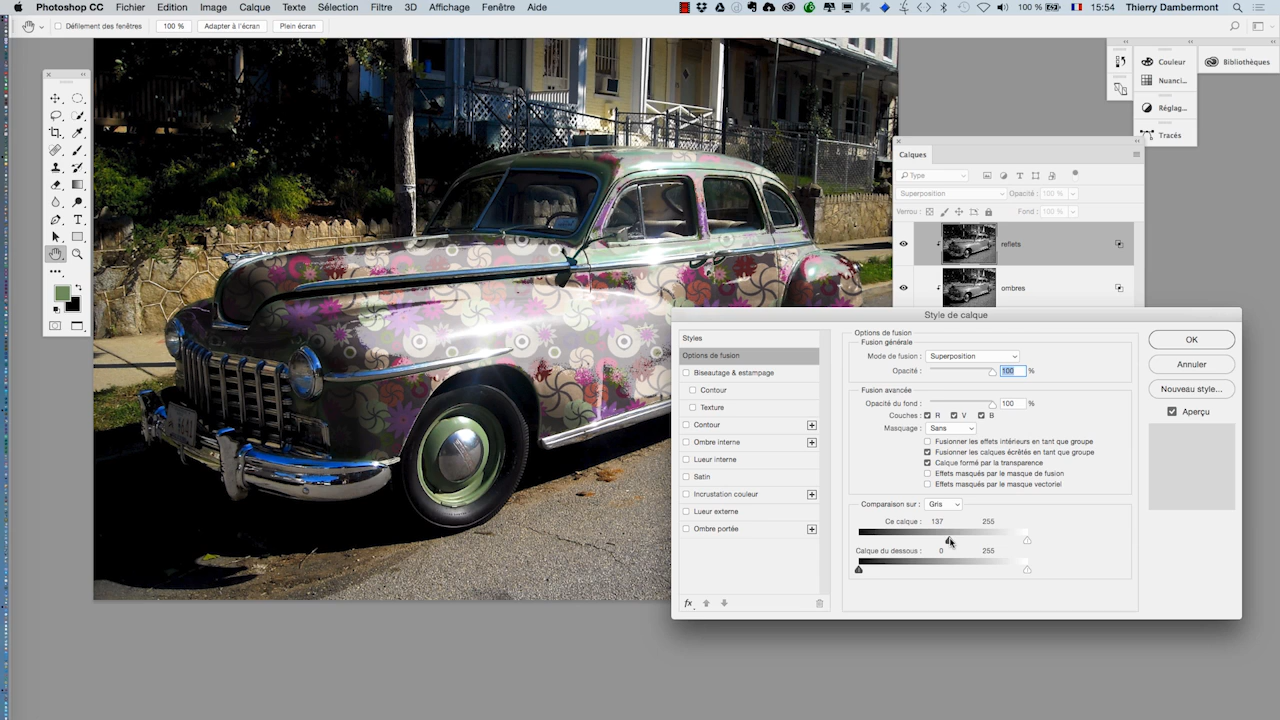 Photoshop CC Fichier Edition Image Calque Texte Sélection Filtre 3D Affichage Fenêtre Aide 100 % 15:54 Thierry Dambermont
Défilement des fenêtres 100 % Adapter à l'écran Plein écran
Couleur
Bibliothèques
Nuanci...
Réglag...
Tracés
Calques
Type
Superposition Opacité : 100 %
Verrou : Fond : 100 %
reflets
ombres
Style de calque
Styles
Options de fusion
Biseautage & estampage
Contour
Texture
Contour
Ombre interne
Lueur interne
Satin
Incrustation couleur
Lueur externe
Ombre portée
fx
Options de fusion
Fusion générale
Mode de fusion : Superposition
Opacité : 100 %
Fusion avancée
Opacité du fond : 100 %
Couches : R V B
Masquage : Sans
Fusionner les effets intérieurs en tant que groupe
Fusionner les calques écrêtés en tant que groupe
Calque formé par la transparence
Effets masqués par le masque de fusion
Effets masqués par le masque vectoriel
Comparaison sur : Gris
Ce calque : 137 255
Calque du dessous : 0 255
OK
Annuler
Nouveau style...
Aperçu